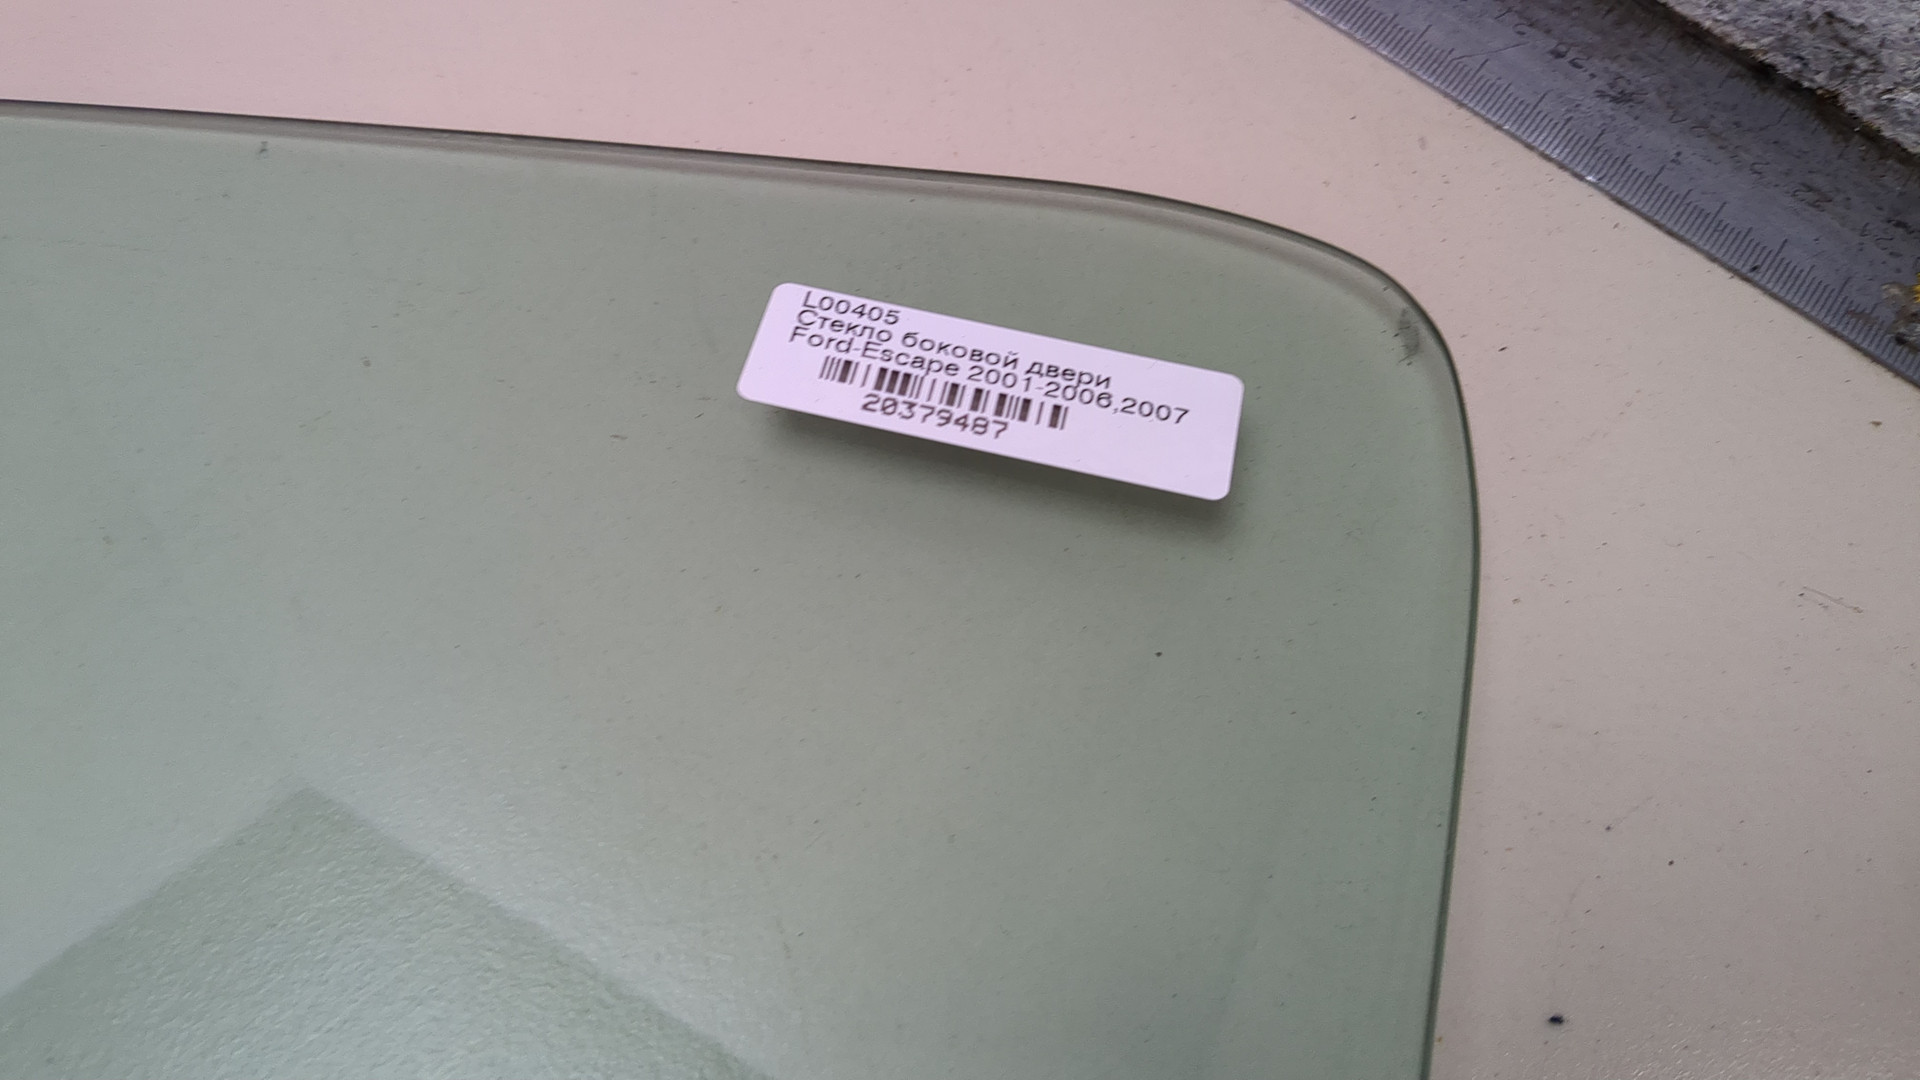 L00405
Стекло боковой двери
Ford-Escape 2001-2006,2007
20379487